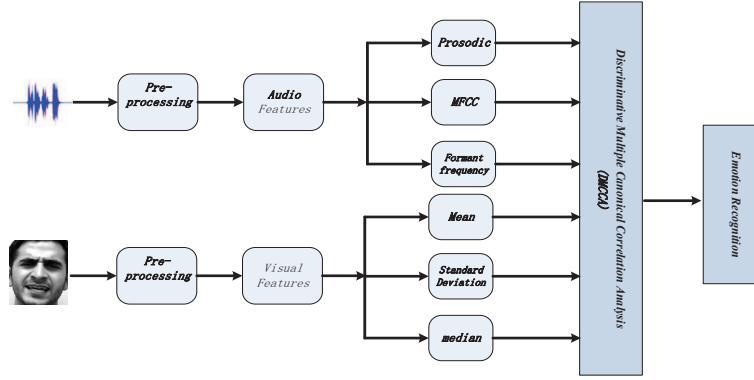 Pre-
processing
Audio
Features
Prosodic
MFCC
Formant
frequency
Pre-
processing
Visual
Features
Mean
Standard
Deviation
median
Discriminative Multiple Canonical Correlation Analysis
(DMCCA)
Emotion Recognition